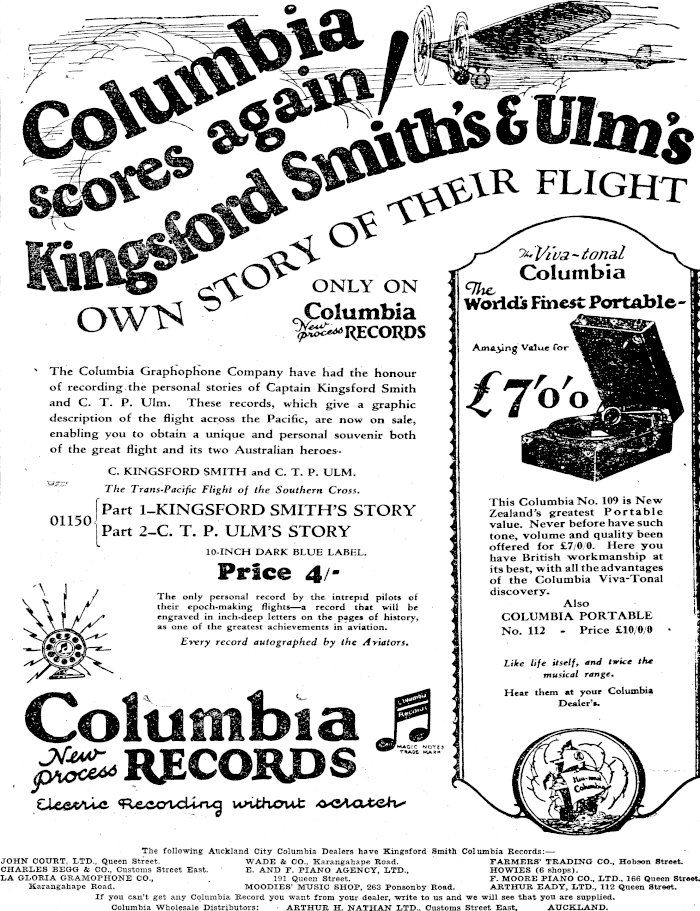 Columbia
scores again!
Kingsford Smith's & Ulm's
OWN STORY OF THEIR FLIGHT
ONLY ON
Columbia
New process RECORDS
The Columbia Graphophone Company have had the honour
of recording the personal stories of Captain Kingsford Smith
and C. T. P. Ulm. These records, which give a graphic
description of the flight across the Pacific, are now on sale,
enabling you to obtain a unique and personal souvenir both
of the great flight and its two Australian heroes.
C. KINGSFORD SMITH and C. T. P. ULM.
The Trans-Pacific Flight of the Southern Cross.
01150
Part 1-KINGSFORD SMITH'S STORY
Part 2-C. T. P. ULM'S STORY
10-INCH DARK BLUE LABEL.
Price 4/-
The only personal record by the intrepid pilots of
their epoch-making flights—a record that will be
engraved in inch-deep letters on the pages of history,
as one of the greatest achievements in aviation.
Every record autographed by the Aviators.
Columbia
New process RECORDS
Electric Recording without scratch
Columbia
Records
MAGIC NOTES
TRADE MARK
The Viva-tonal
Columbia
The
World's Finest Portable-
Amazing Value for
£7'0'0
This Columbia No. 109 is New
Zealand's greatest Portable
value. Never before have such
tone, volume and quality been
offered for £7/0/0. Here you
have British workmanship at
its best, with all the advantages
of the Columbia Viva-Tonal
discovery.
Also
COLUMBIA PORTABLE
No. 112 - Price £10/0/0
Like life itself, and twice the
musical range.
Hear them at your Columbia
Dealer's.
Viva-tonal
Columbia
The following Auckland City Columbia Dealers have Kingsford Smith Columbia Records:—
JOHN COURT, LTD., Queen Street.
CHARLES BEGG & CO., Customs Street East.
LA GLORIA GRAMOPHONE CO.,
Karangahape Road.
WADE & CO., Karangahape Road.
E. AND F. PIANO AGENCY, LTD.,
191 Queen Street.
MOODIES' MUSIC SHOP, 263 Ponsonby Road.
FARMERS' TRADING CO., Hobson Street.
HOWIES (6 shops).
F. MOORE PIANO CO., LTD., 166 Queen Street.
ARTHUR EADY, LTD., 112 Queen Street.
If you can't get any Columbia Record you want from your dealer, write to us and we will see that you are supplied.
Columbia Wholesale Distributors: ARTHUR H. NATHAN LTD., Customs Street East, AUCKLAND.